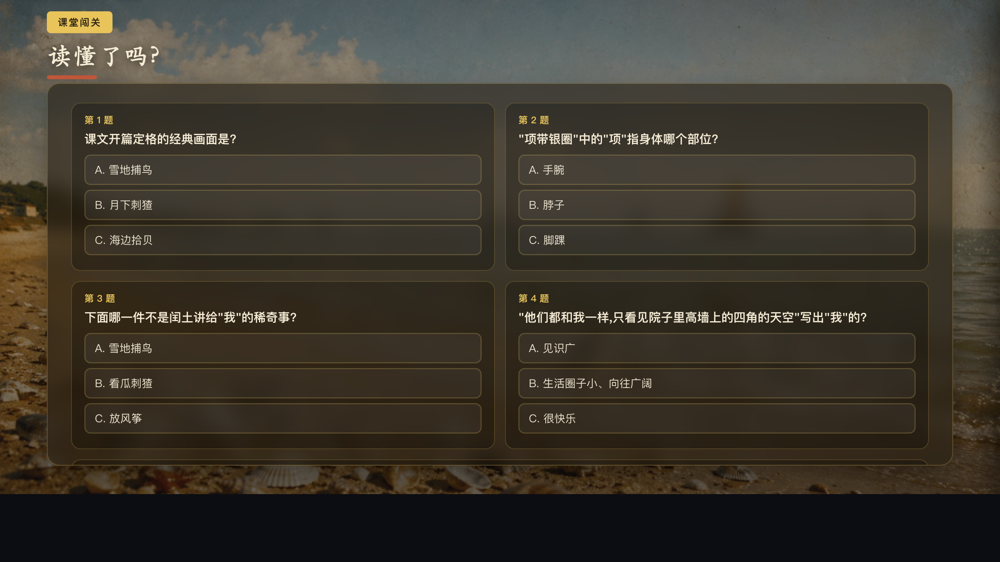 课堂闯关
读懂了吗?
第 1 题
课文开篇定格的经典画面是?
A. 雪地捕鸟
B. 月下刺猹
C. 海边拾贝
第 2 题
"项带银圈"中的"项"指身体哪个部位?
A. 手腕
B. 脖子
C. 脚踝
第 3 题
下面哪一件不是闰土讲给"我"的稀奇事?
A. 雪地捕鸟
B. 看瓜刺猹
C. 放风筝
第 4 题
"他们都和我一样,只看见院子里高墙上的四角的天空"写出"我"的?
A. 见识广
B. 生活圈子小、向往广阔
C. 很快乐